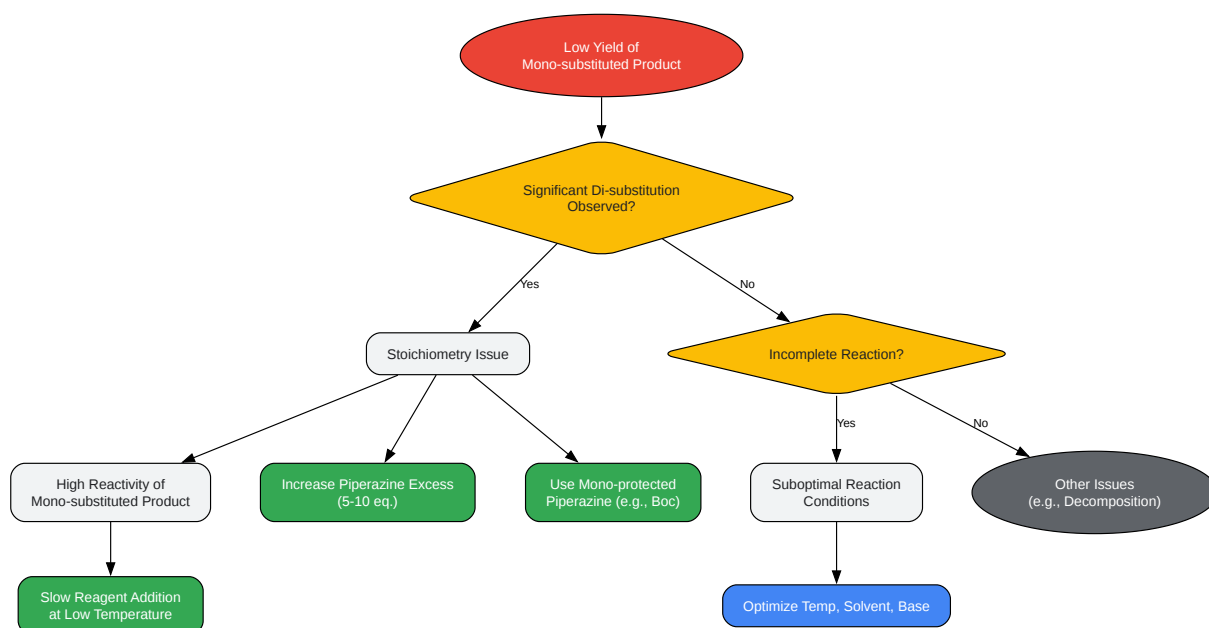 Low Yield of
Mono-substituted Product
Significant Di-substitution
Observed?
Yes
No
Stoichiometry Issue
Incomplete Reaction?
Yes
No
High Reactivity of
Mono-substituted Product
Increase Piperazine Excess
(5-10 eq.)
Use Mono-protected
Piperazine (e.g., Boc)
Suboptimal Reaction
Conditions
Other Issues
(e.g., Decomposition)
Slow Reagent Addition
at Low Temperature
Optimize Temp, Solvent, Base